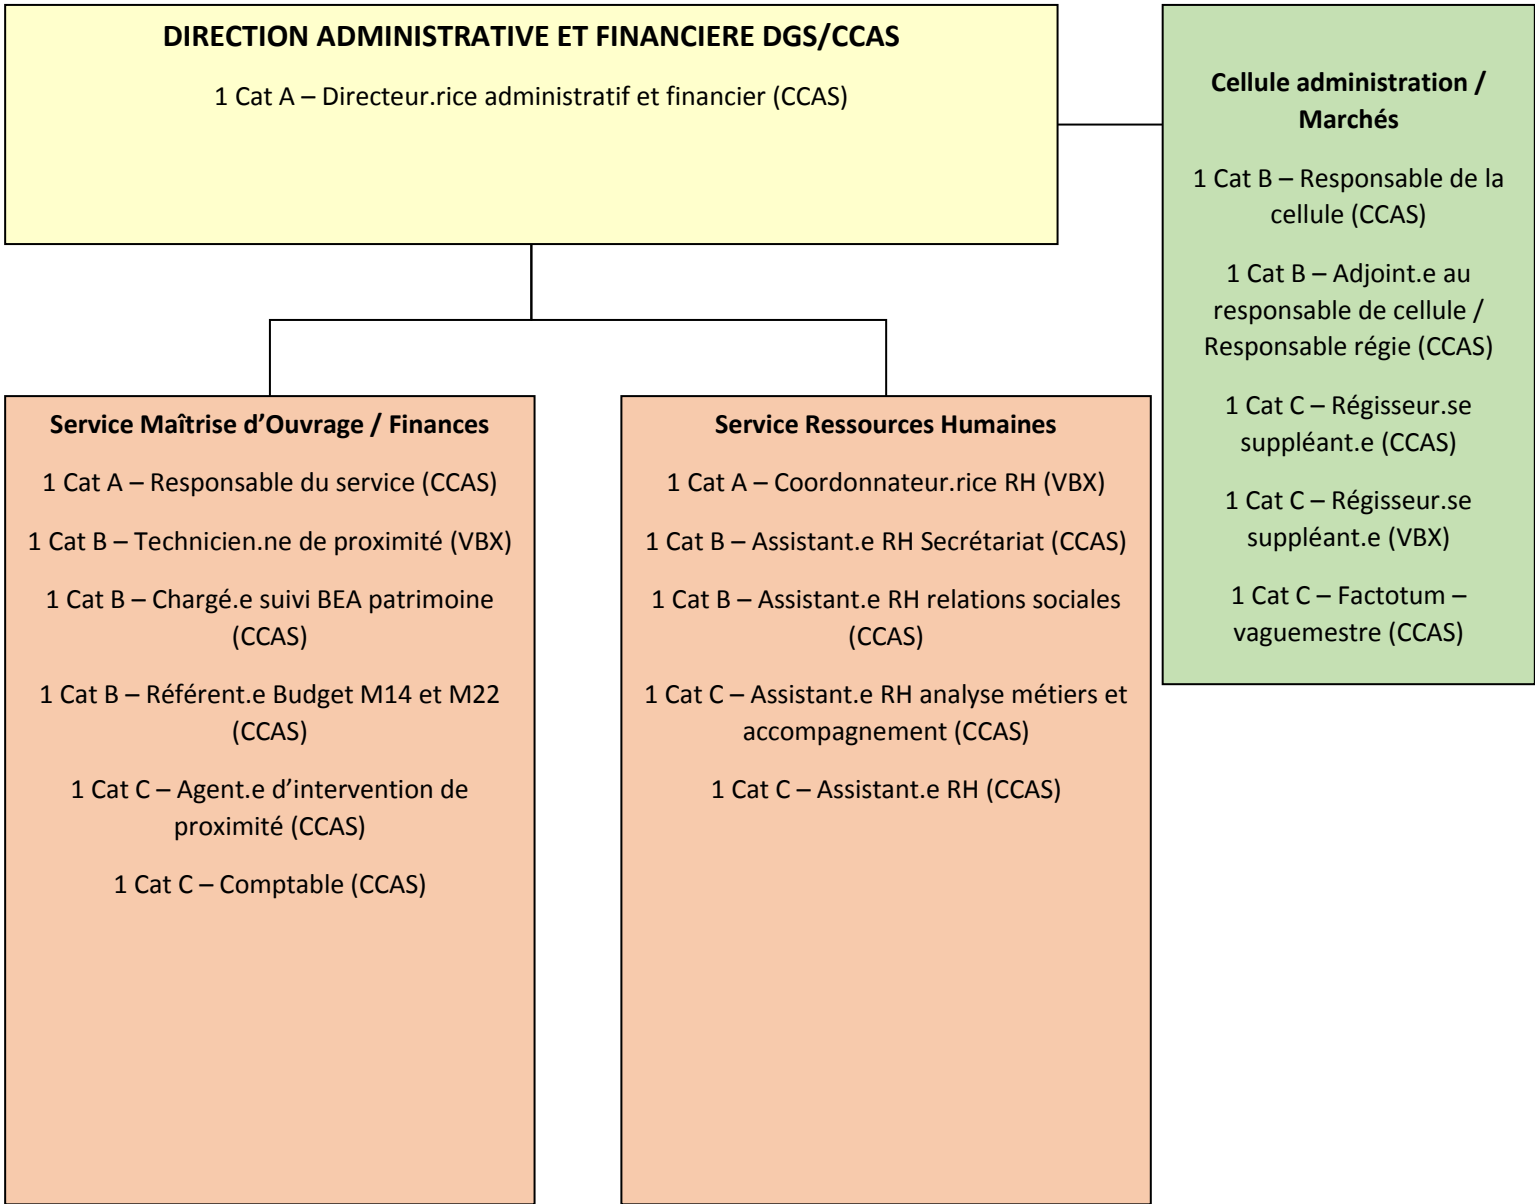 DIRECTION ADMINISTRATIVE ET FINANCIERE DGS/CCAS
1 Cat A – Directeur.rice administratif et financier (CCAS)
Cellule administration /
Marchés
1 Cat B – Responsable de la
cellule (CCAS)
1 Cat B – Adjoint.e au
responsable de cellule /
Responsable régie (CCAS)
1 Cat C – Régisseur.se
suppléant.e (CCAS)
1 Cat C – Régisseur.se
suppléant.e (VBX)
1 Cat C – Factotum –
vaguemestre (CCAS)
Service Maîtrise d’Ouvrage / Finances
1 Cat A – Responsable du service (CCAS)
1 Cat B – Technicien.ne de proximité (VBX)
1 Cat B – Chargé.e suivi BEA patrimoine
(CCAS)
1 Cat B – Référent.e Budget M14 et M22
(CCAS)
1 Cat C – Agent.e d’intervention de
proximité (CCAS)
1 Cat C – Comptable (CCAS)
Service Ressources Humaines
1 Cat A – Coordonnateur.rice RH (VBX)
1 Cat B – Assistant.e RH Secrétariat (CCAS)
1 Cat B – Assistant.e RH relations sociales
(CCAS)
1 Cat C – Assistant.e RH analyse métiers et
accompagnement (CCAS)
1 Cat C – Assistant.e RH (CCAS)